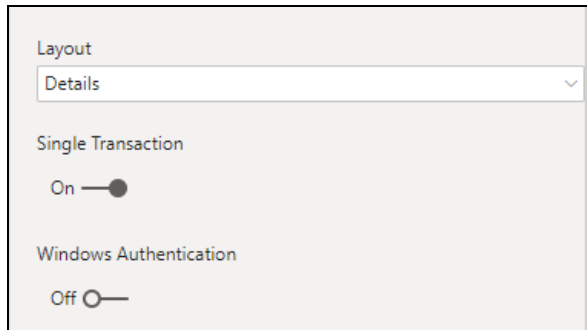 Layout
Details
Single Transaction
On
Windows Authentication
Off